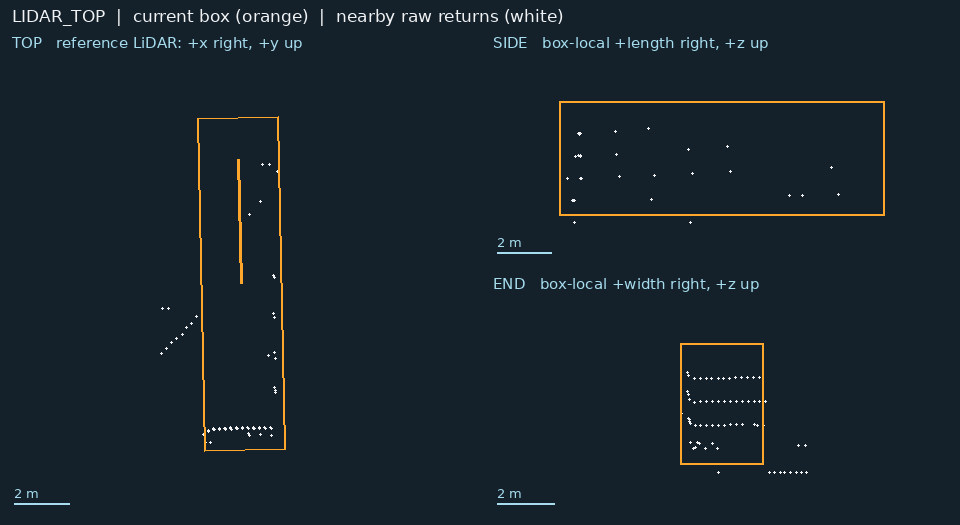 LIDAR_TOP | current box (orange) | nearby raw returns (white)
TOP reference LiDAR: +x right, +y up
SIDE box-local +length right, +z up
2 m
END box-local +width right, +z up
2 m
2 m